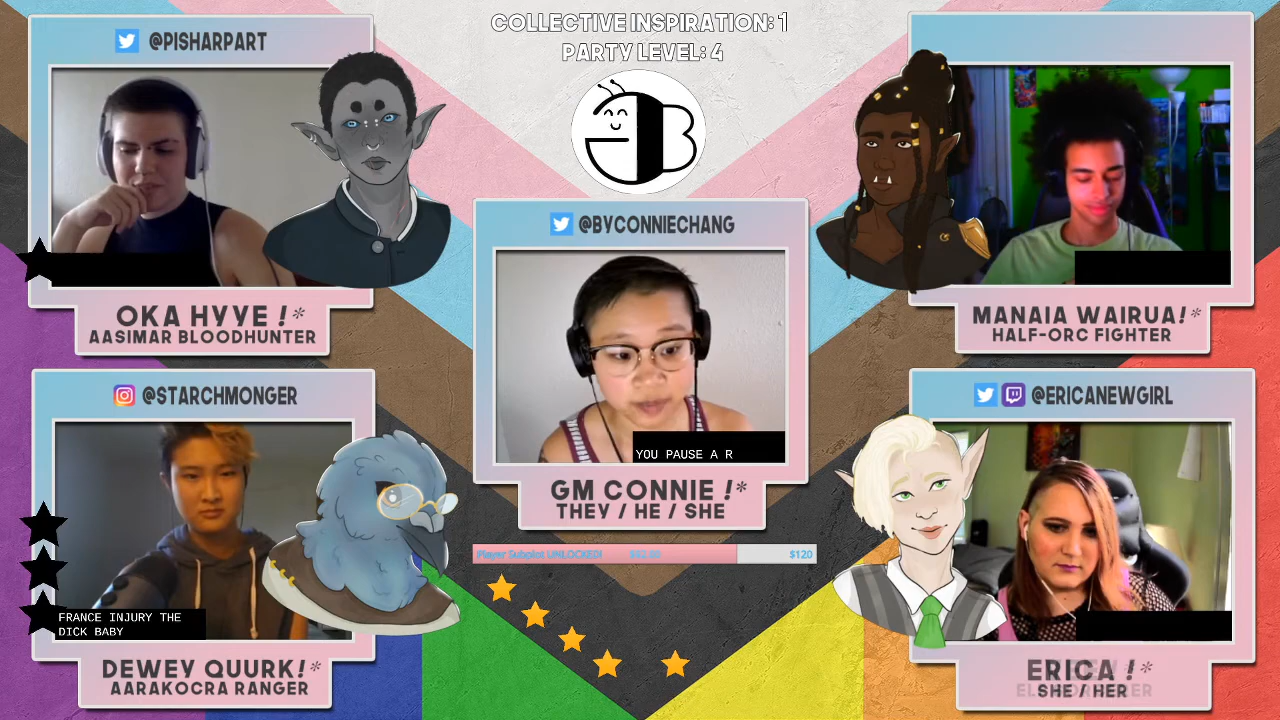 COLLECTIVE INSPIRATION: 1
PARTY LEVEL: 4
@PISHARPART
OKA HYYE !*
AASIMAR BLOODHUNTER
MANAIA WAIRUA!*
HALF-ORC FIGHTER
@BYCONNIECHANG
YOU PAUSE A R
GM CONNIE !*
THEY / HE / SHE
Player Subplot UNLOCKED!
$120
@STARCHMONGER
FRANCE INJURY THE
DICK BABY
DEWEY QUURK!*
AARAKOCRA RANGER
@ERICANEWGIRL
ERICA !*
SHE / HER